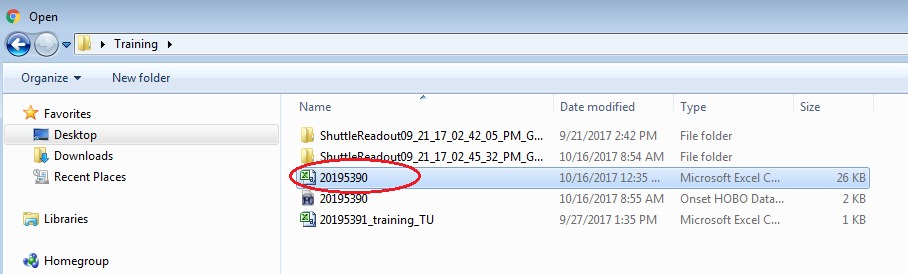 Open
Training
Organize New folder
Name Date modified Type Size
Favorites
Desktop
Downloads
Recent Places
Libraries
Homegroup
ShuttleReadout09_21_17_02_42_05_PM_G... 9/21/2017 2:42 PM File folder
ShuttleReadout09_21_17_02_45_32_PM_G... 10/16/2017 8:54 AM File folder
20195390 10/16/2017 12:35 ... Microsoft Excel C... 26 KB
20195390 10/16/2017 8:55 AM Onset HOBO Data... 2 KB
20195391_training_TU 9/27/2017 1:35 PM Microsoft Excel C... 1 KB